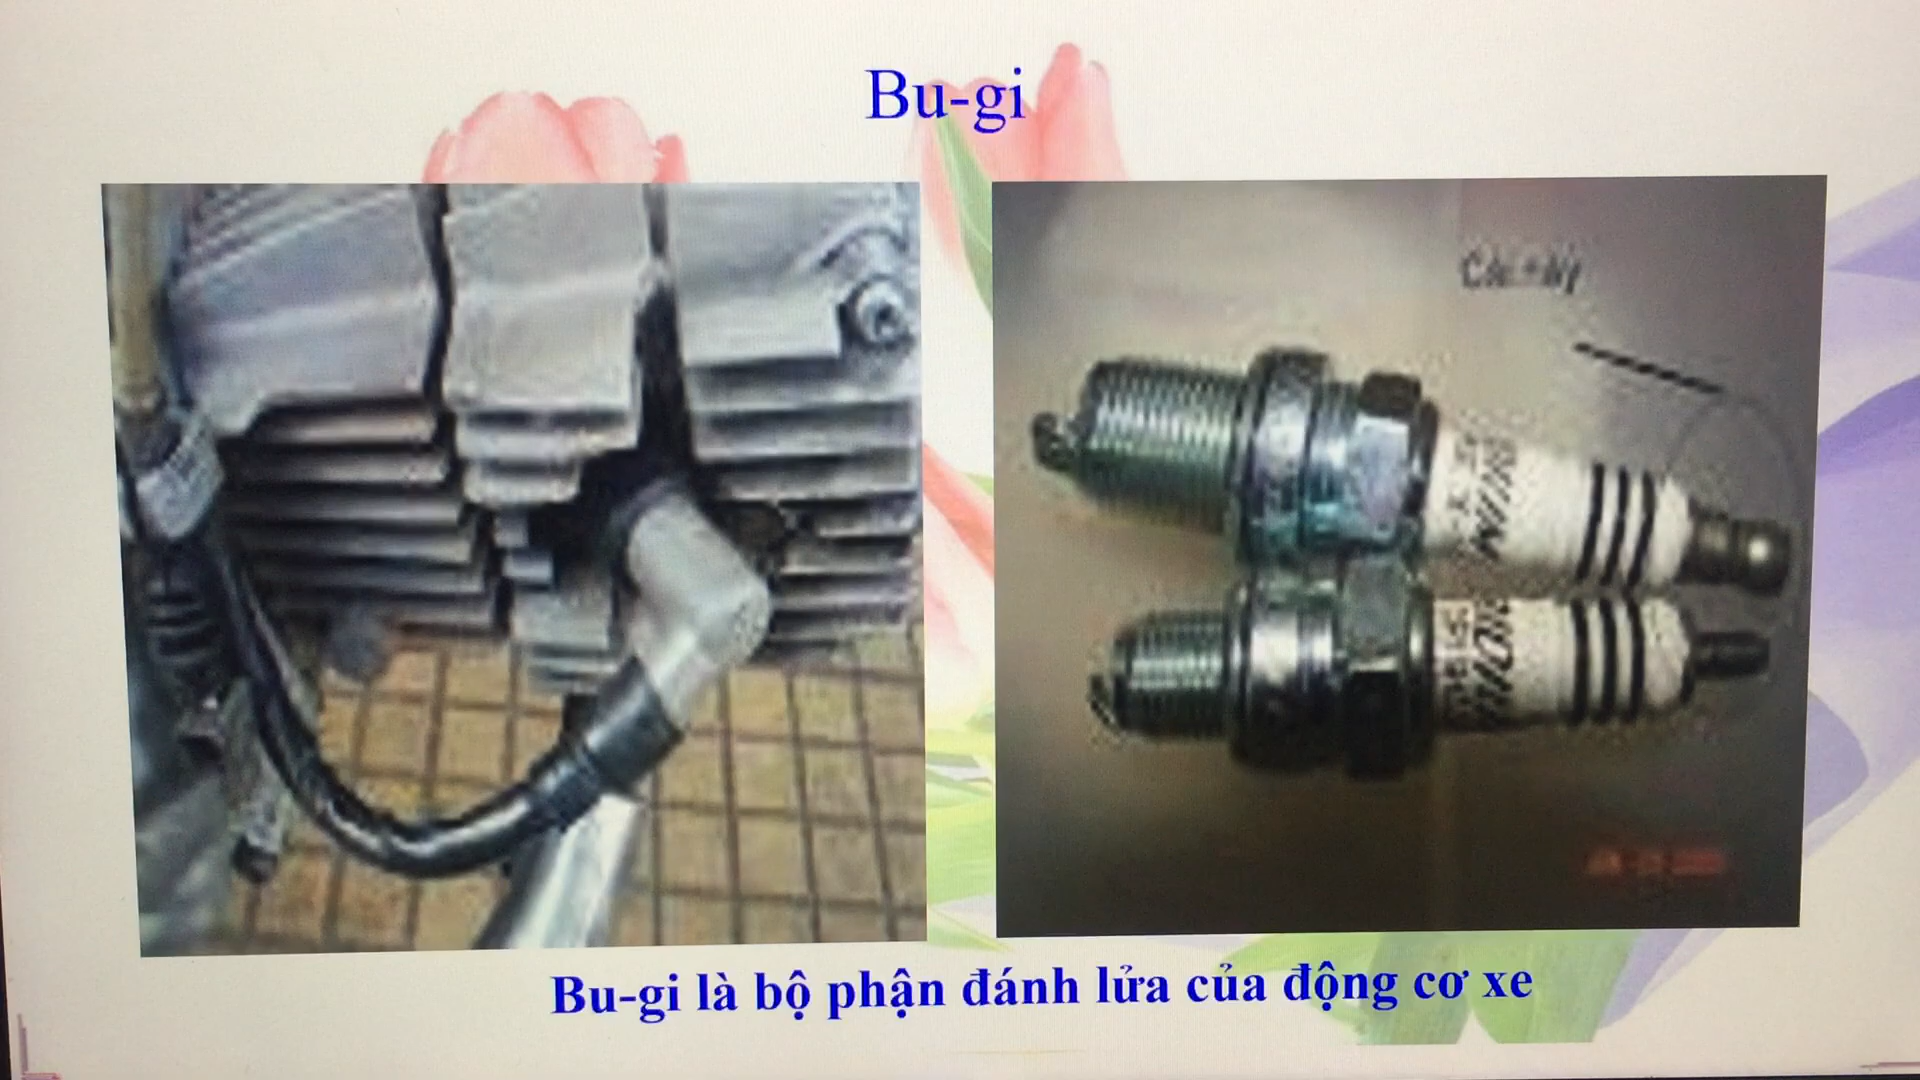 Bu-gi
Bu-gi là bộ phận đánh lửa của động cơ xe